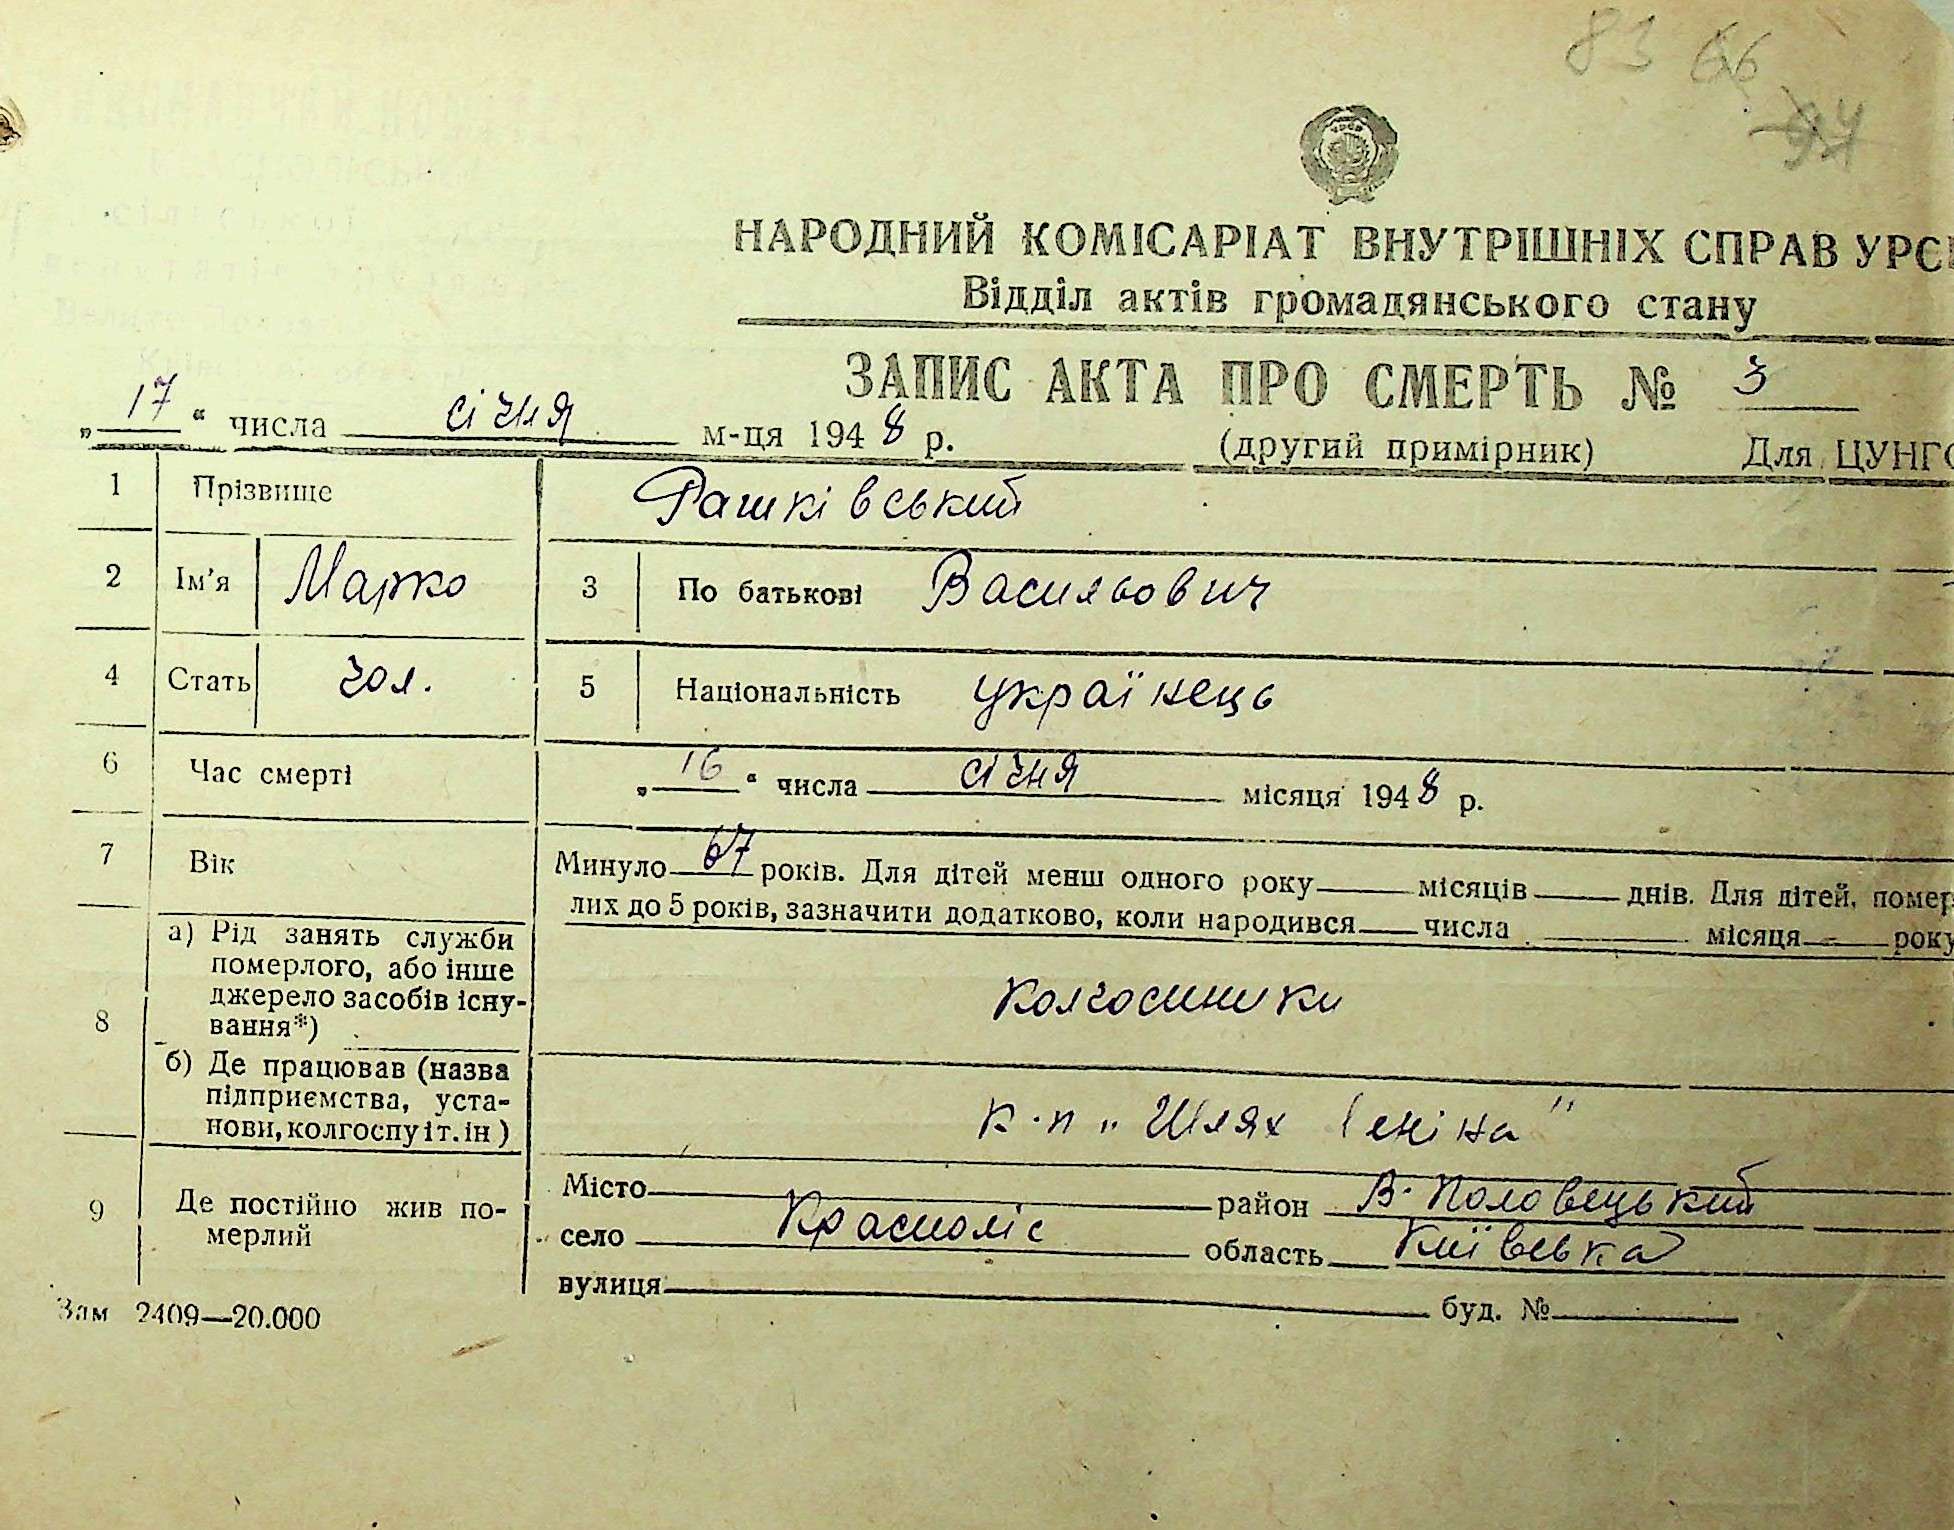 83 66
94
НАРОДНИЙ КОМІСАРІАТ ВНУТРІШНІХ СПРАВ УРС
Відділ актів громадянського стану
ЗАПИС АКТА ПРО СМЕРТЬ № 3
„17“ числа січня м-ця 1948 р. (другий примірник) Для ЦУНГО
1 Прізвище Рашківський
2 Ім’я Марко 3 По батькові Васильович
4 Стать чол. 5 Національність українець
6 Час смерті „16“ числа січня місяця 1948 р.
7 Вік Минуло 67 років. Для дітей менш одного року місяців днів. Для дітей, помер-
лих до 5 років, зазначити додатково, коли народився числа місяця року
8 а) Рід занять служби
померлого, або інше
джерело засобів існу-
вання*)
колгосиники
б) Де працював (назва
підприємства, уста-
нови, колгоспу і т. ін)
к-п „Шлях Іеніна"
9 Де постійно жив по-
мерлий
Місто район В-Половецький
село Красноліс область Київська
вулиця буд. №
Зам 2409—20.000